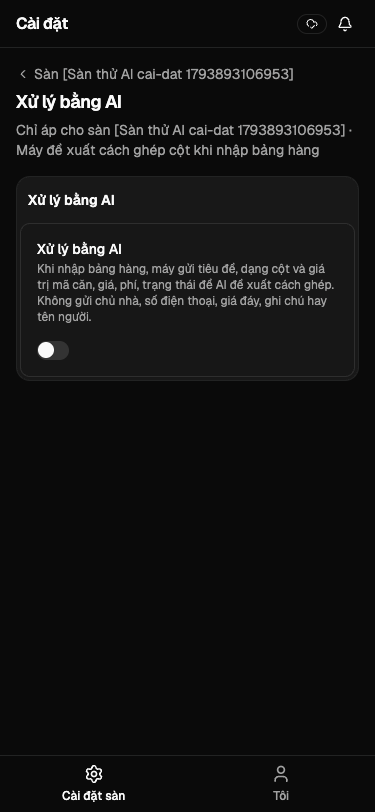 Cài đặt
Sàn [Sàn thử AI cai-dat 1793893106953]
Xử lý bằng AI
Chỉ áp cho sàn [Sàn thử AI cai-dat 1793893106953] ·
Máy đề xuất cách ghép cột khi nhập bảng hàng
Xử lý bằng AI
Xử lý bằng AI
Khi nhập bảng hàng, máy gửi tiêu đề, dạng cột và giá
trị mã căn, giá, phí, trạng thái để AI đề xuất cách ghép.
Không gửi chủ nhà, số điện thoại, giá đáy, ghi chú hay
tên người.
Cài đặt sàn
Tôi